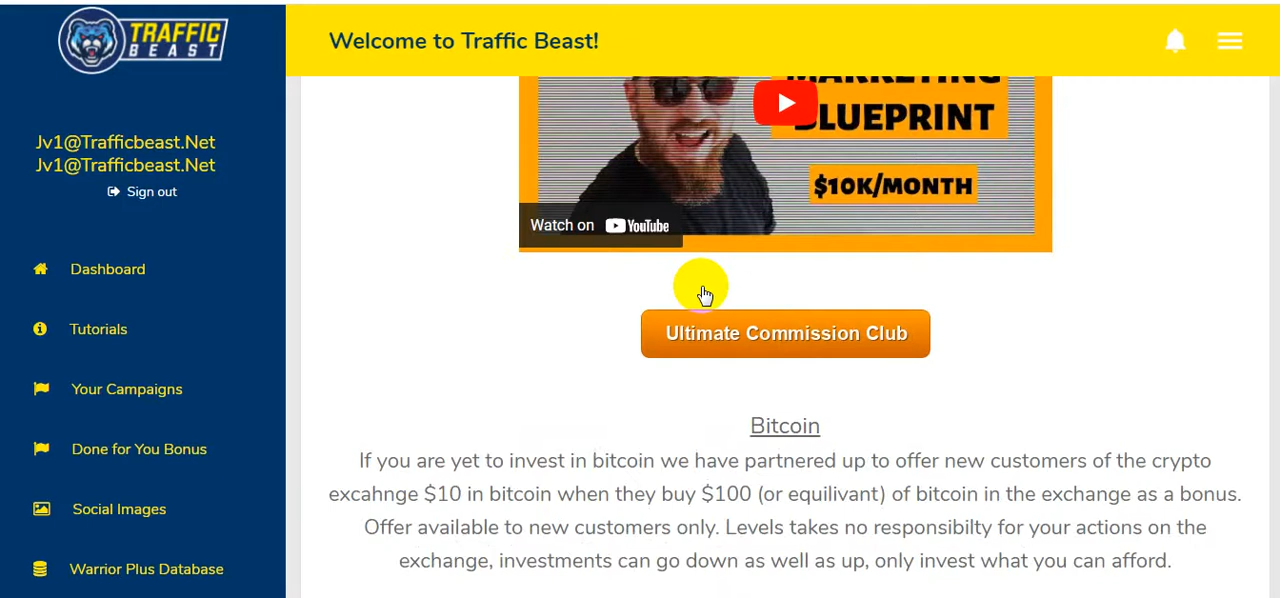 TRAFFIC
BEAST
Welcome to Traffic Beast!
Jv1@Trafficbeast.Net
Jv1@Trafficbeast.Net
Sign out
Dashboard
Tutorials
Your Campaigns
Done for You Bonus
Social Images
Warrior Plus Database
MARKETING
BLUEPRINT
$10K/MONTH
Watch on YouTube
Ultimate Commission Club
Bitcoin
If you are yet to invest in bitcoin we have partnered up to offer new customers of the crypto
excahnge $10 in bitcoin when they buy $100 (or equilivant) of bitcoin in the exchange as a bonus.
Offer available to new customers only. Levels takes no responsibilty for your actions on the
exchange, investments can go down as well as up, only invest what you can afford.